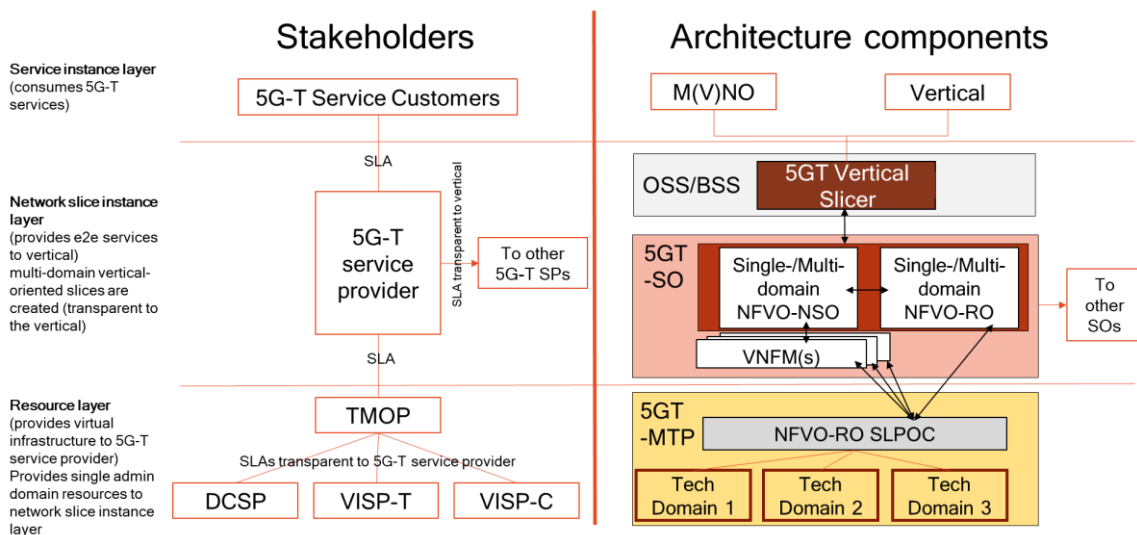 Stakeholders
Architecture components
Service instance layer
(consumes 5G-T
services)
5G-T Service Customers
M(V)NO
Vertical
SLA
Network slice instance
layer
(provides e2e services
to vertical)
multi-domain vertical-
oriented slices are
created (transparent to
the vertical)
5G-T
service
provider
SLA transparent to vertical
To other
5G-T SPs
OSS/BSS
5GT Vertical
Slicer
5GT
-SO
Single-/Multi-
domain
NFVO-NSO
Single-/Multi-
domain
NFVO-RO
VNFM(s)
To
other
SOs
SLA
Resource layer
(provides virtual
infrastructure to 5G-T
service provider)
Provides single admin
domain resources to
network slice instance
layer
TMOP
SLAs transparent to 5G-T service provider
DCSP
VISP-T
VISP-C
5GT
-MTP
NFVO-RO SLPOC
Tech
Domain 1
Tech
Domain 2
Tech
Domain 3